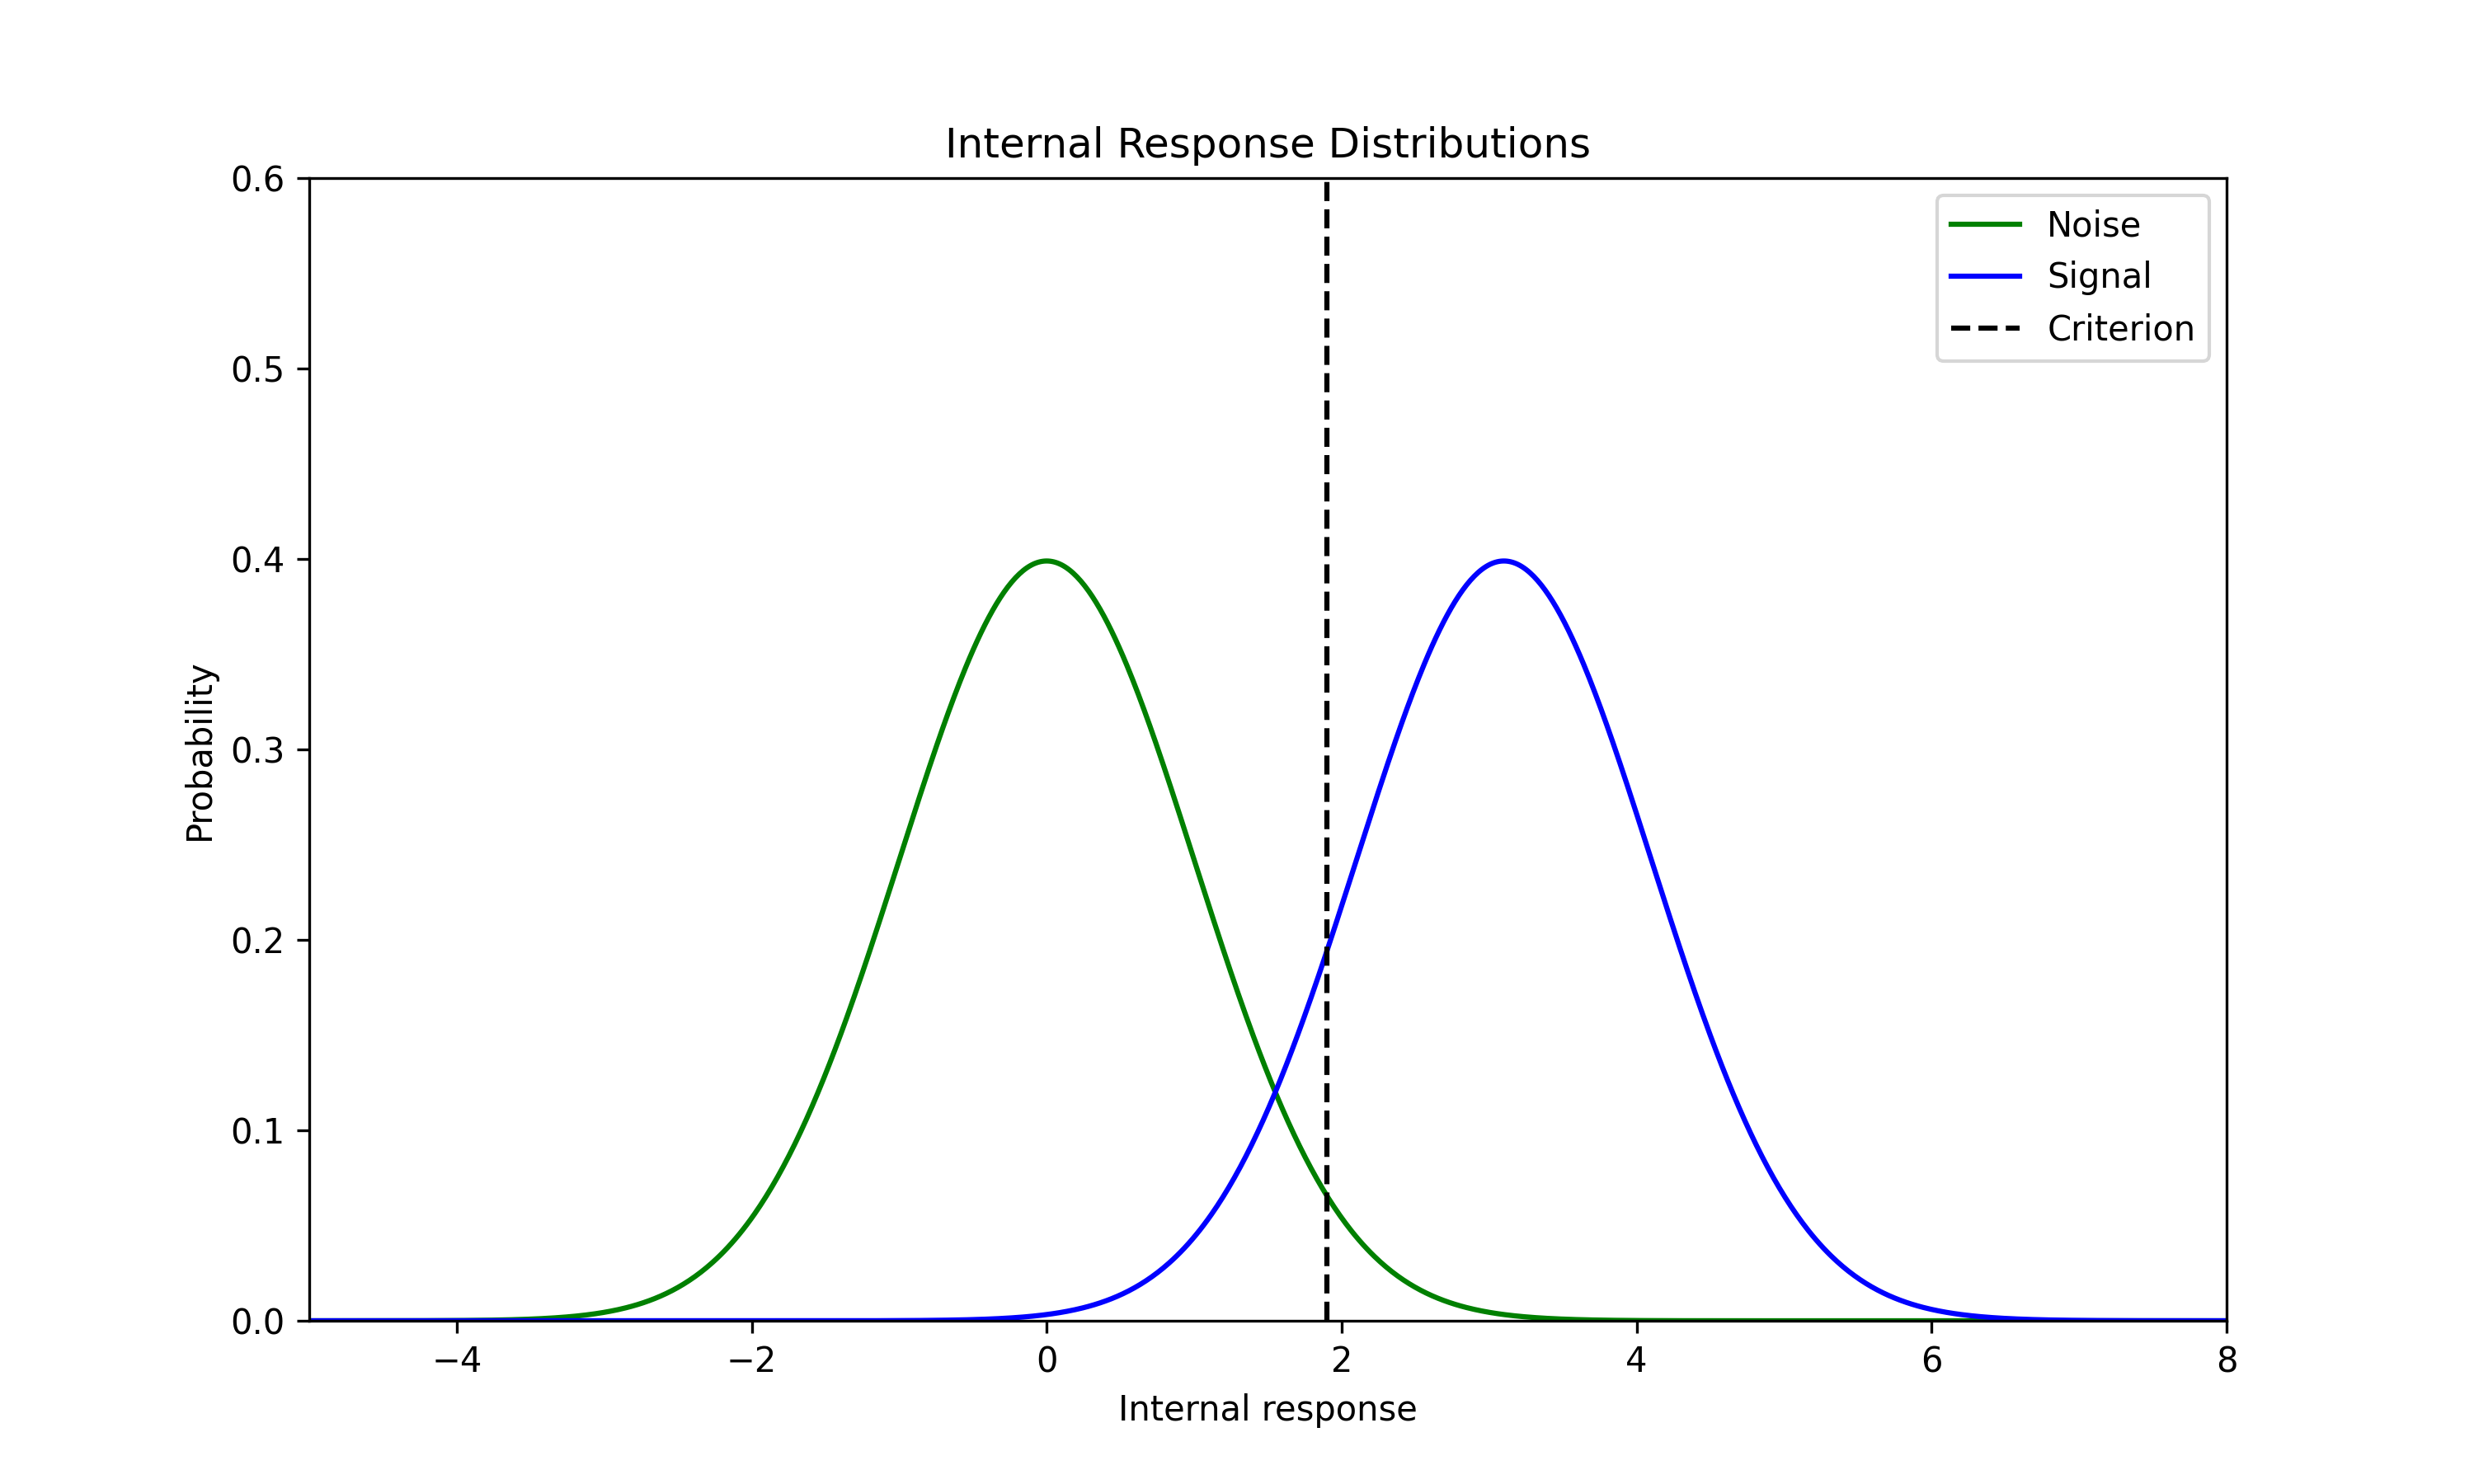 Internal Response Distributions
0.6
0.5
0.4
0.3
0.2
0.1
0.0
Probability
Noise
Signal
Criterion
−4 −2 0 2 4 6 8
Internal response